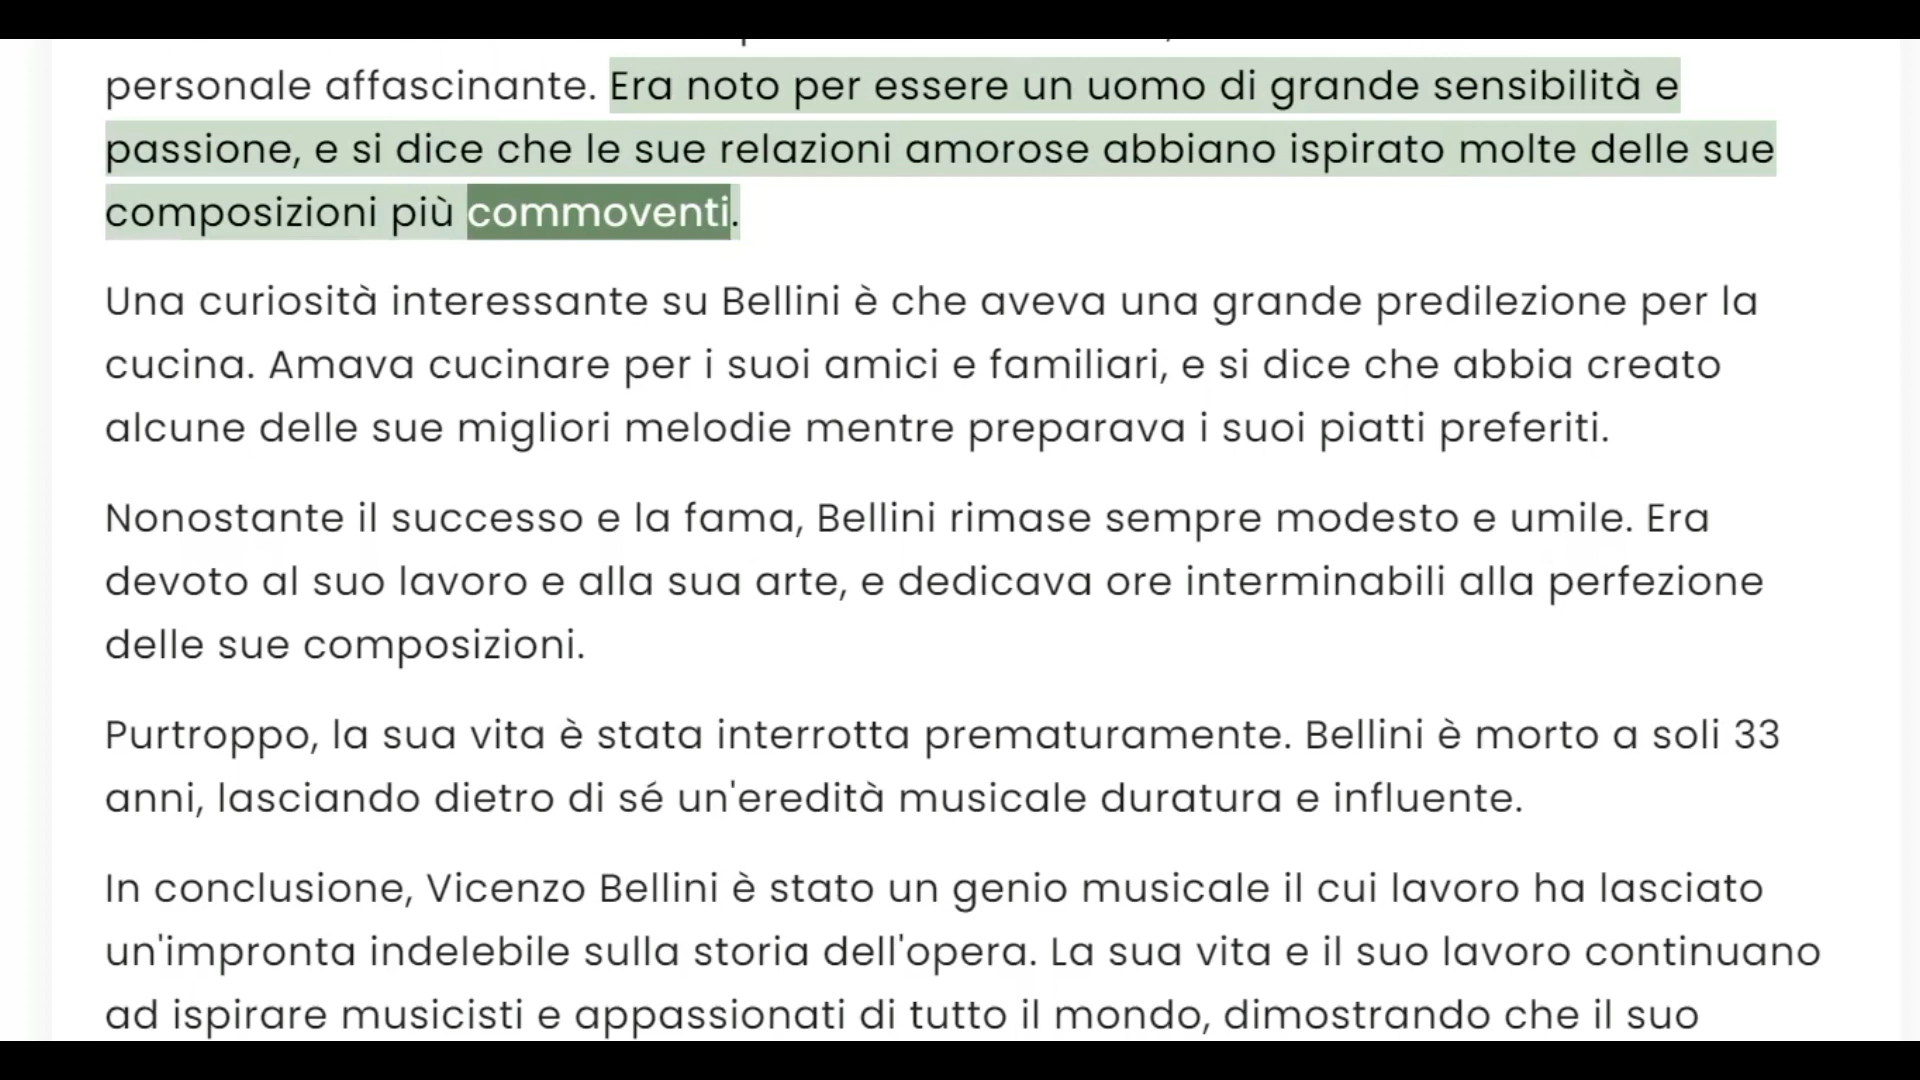 personale affascinante. Era noto per essere un uomo di grande sensibilità e
passione, e si dice che le sue relazioni amorose abbiano ispirato molte delle sue
composizioni più commoventi.
Una curiosità interessante su Bellini è che aveva una grande predilezione per la
cucina. Amava cucinare per i suoi amici e familiari, e si dice che abbia creato
alcune delle sue migliori melodie mentre preparava i suoi piatti preferiti.
Nonostante il successo e la fama, Bellini rimase sempre modesto e umile. Era
devoto al suo lavoro e alla sua arte, e dedicava ore interminabili alla perfezione
delle sue composizioni.
Purtroppo, la sua vita è stata interrotta prematuramente. Bellini è morto a soli 33
anni, lasciando dietro di sé un'eredità musicale duratura e influente.
In conclusione, Vicenzo Bellini è stato un genio musicale il cui lavoro ha lasciato
un'impronta indelebile sulla storia dell'opera. La sua vita e il suo lavoro continuano
ad ispirare musicisti e appassionati di tutto il mondo, dimostrando che il suo